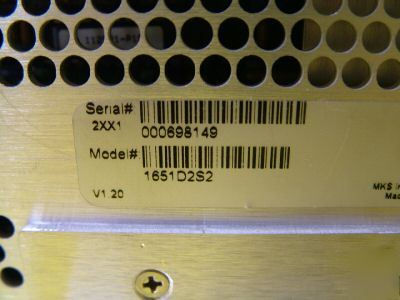 Serial#
2XX1
000698149
Model#
1651D2S2
V1.20
MKS